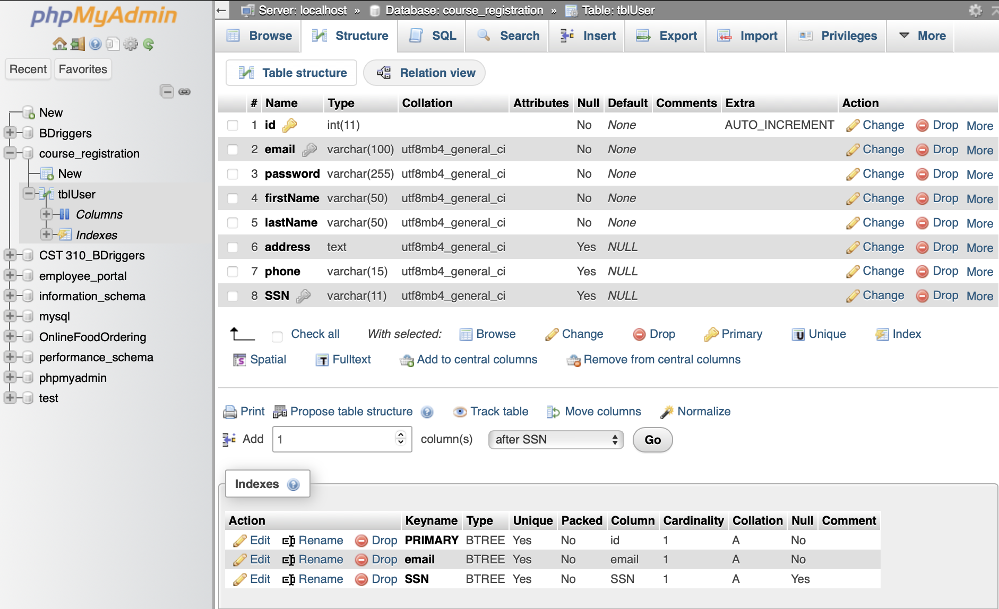 phpMyAdmin
Recent Favorites
New
BDriggers
course_registration
New
tblUser
Columns
Indexes
CST 310_BDriggers
employee_portal
information_schema
mysql
OnlineFoodOrdering
performance_schema
phpmyadmin
test
Server: localhost » Database: course_registration » Table: tblUser
Browse Structure SQL Search Insert Export Import Privileges More
Table structure Relation view
# Name Type Collation Attributes Null Default Comments Extra Action
1 id int(11) No None AUTO_INCREMENT Change Drop More
2 email varchar(100) utf8mb4_general_ci No None Change Drop More
3 password varchar(255) utf8mb4_general_ci No None Change Drop More
4 firstName varchar(50) utf8mb4_general_ci No None Change Drop More
5 lastName varchar(50) utf8mb4_general_ci No None Change Drop More
6 address text utf8mb4_general_ci Yes NULL Change Drop More
7 phone varchar(15) utf8mb4_general_ci Yes NULL Change Drop More
8 SSN varchar(11) utf8mb4_general_ci Yes NULL Change Drop More
Check all With selected: Browse Change Drop Primary Unique Index
Spatial Fulltext Add to central columns Remove from central columns
Print Propose table structure Track table Move columns Normalize
Add 1 column(s) after SSN Go
Indexes
Action Keyname Type Unique Packed Column Cardinality Collation Null Comment
Edit Rename Drop PRIMARY BTREE Yes No id 1 A No
Edit Rename Drop email BTREE Yes No email 1 A No
Edit Rename Drop SSN BTREE Yes No SSN 1 A Yes